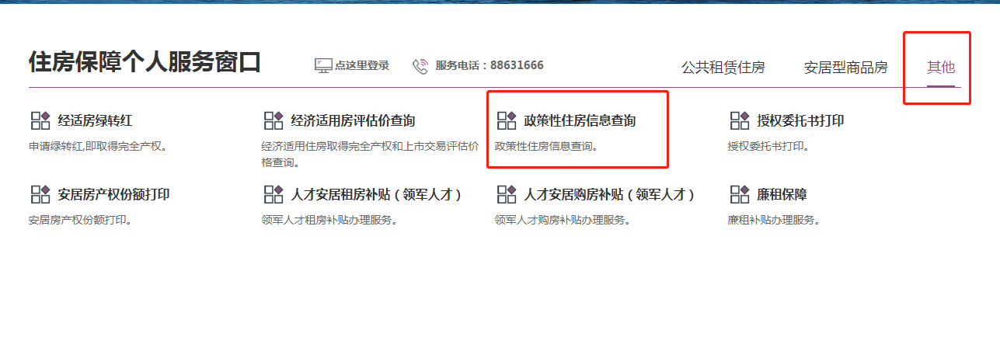 住房保障个人服务窗口
点这里登录
服务电话：88631666
公共租赁住房
安居型商品房
其他
经适房绿转红
申请绿转红,即取得完全产权。
经济适用房评估价查询
经济适用住房取得完全产权和上市交易评估价
格查询。
政策性住房信息查询
政策性住房信息查询。
授权委托书打印
授权委托书打印。
安居房产权份额打印
安居房产权份额打印。
人才安居租房补贴（领军人才）
领军人才租房补贴办理服务。
人才安居购房补贴（领军人才）
领军人才购房补贴办理服务。
廉租保障
廉租补贴办理服务。